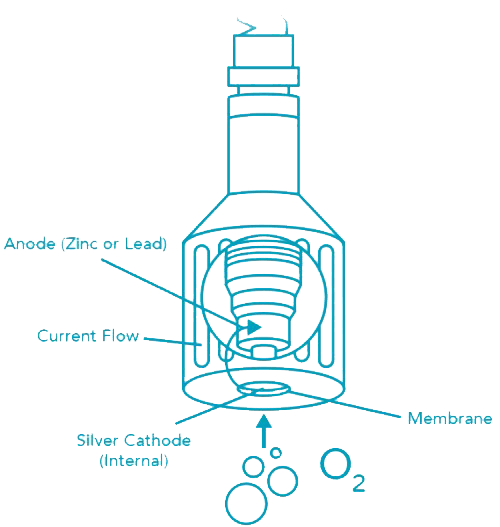 Anode (Zinc or Lead)
Current Flow
Membrane
Silver Cathode
(Internal)
O2